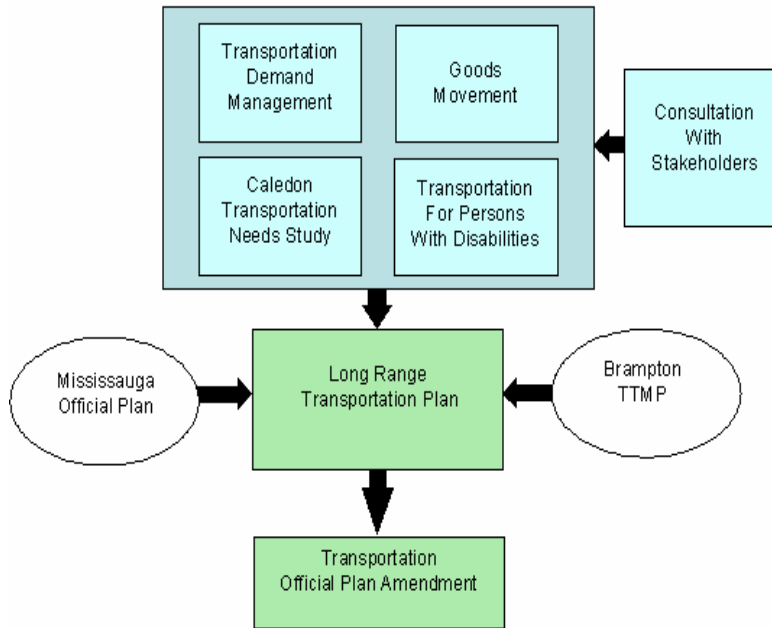 Transportation
Demand
Management
Goods
Movement
Consultation
With
Stakeholders
Caledon
Transportation
Needs Study
Transportation
For Persons
With Disabilities
Mississauga
Official Plan
Long Range
Transportation Plan
Brampton
TTMP
Transportation
Official Plan Amendment